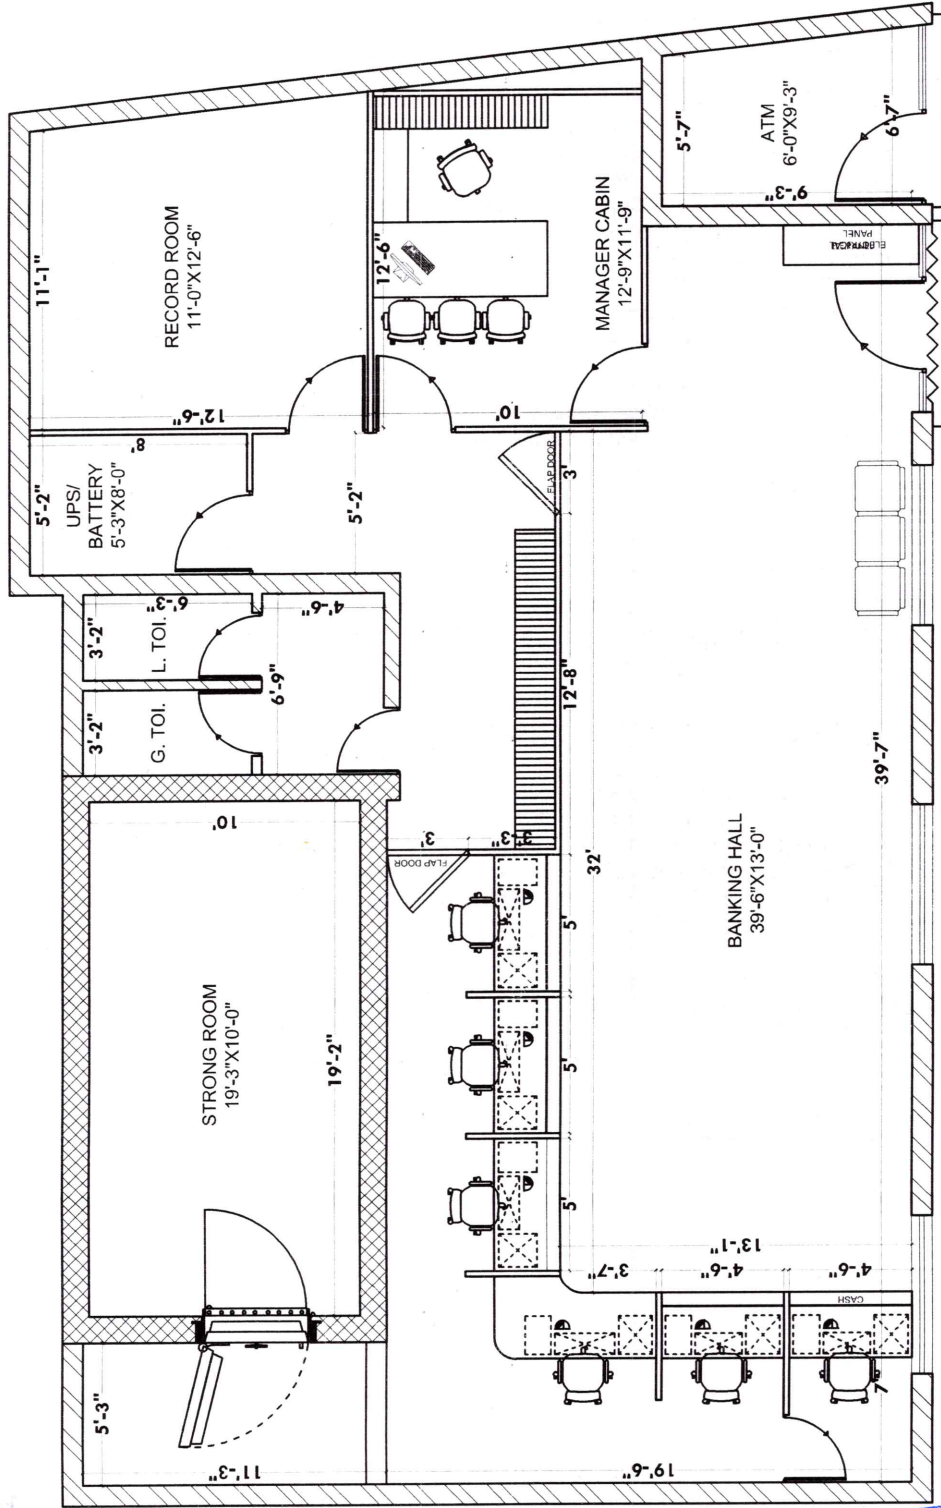 11'-1"
RECORD ROOM
11'-0"X12'-6"
12'-6"
5'-2"
UPS/
BATTERY
5'-3"X8'-0"
8'
5'-2"
12'-6"
MANAGER CABIN
12'-9"X11'-9"
10'
5'-7"
ATM
6'-0"X9'-3"
6'-7"
9'-3"
PANEL
3'-2"
L. TOI.
6'-3"
3'-2"
G. TOI.
6'-9"
4'-6"
FLAP DOOR
3'
12'-8"
STRONG ROOM
19'-3"X10'-0"
10'
19'-2"
FLAP DOOR
3'
3'-3"
32'
BANKING HALL
39'-6"X13'-0"
39'-7"
5'
5'
5'
13'-1"
3'-7"
4'-6"
4'-6"
CASH
5'-3"
11'-3"
19'-6"
7'